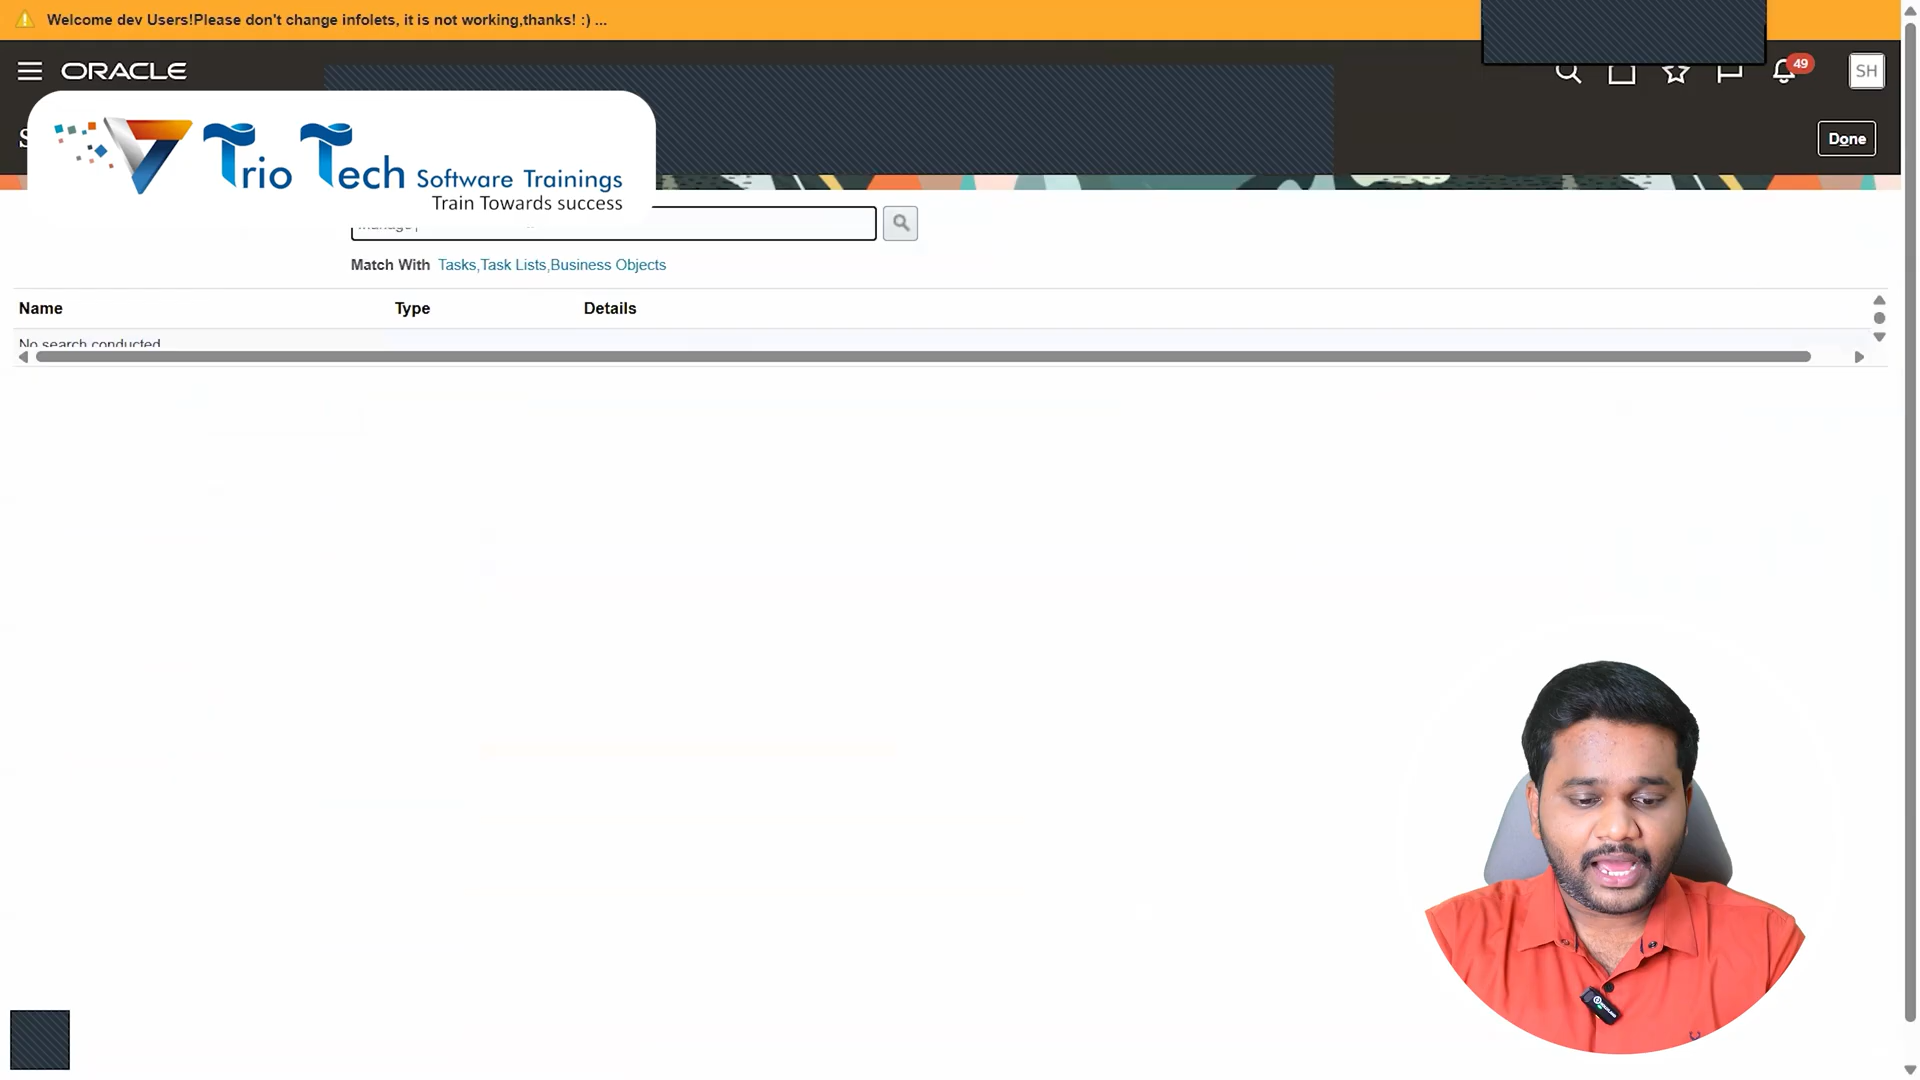 Welcome dev Users!Please don't change infolets, it is not working,thanks! :) ...
ORACLE
49
SH
Trio Tech Software Trainings
Train Towards success
Done
Manage
Match With Tasks,Task Lists,Business Objects
Name Type Details
No search conducted